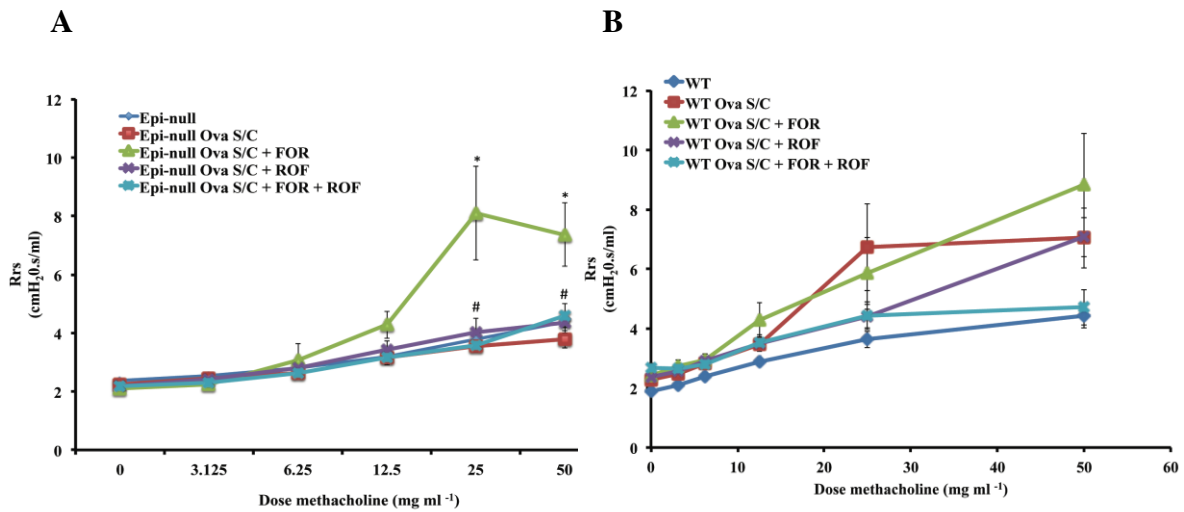 A
12
10
8
6
4
2
0
Rrs
(cmH₂0.s/ml)
Epi-null
Epi-null Ova S/C
Epi-null Ova S/C + FOR
Epi-null Ova S/C + ROF
Epi-null Ova S/C + FOR + ROF
*
*
#
#
0 3.125 6.25 12.5 25 50
Dose methacholine (mg ml ⁻¹)
B
12
10
8
6
4
2
0
Rrs
(cmH₂0.s/ml)
WT
WT Ova S/C
WT Ova S/C + FOR
WT Ova S/C + ROF
WT Ova S/C + FOR + ROF
0 10 20 30 40 50 60
Dose methacholine (mg ml ⁻¹)